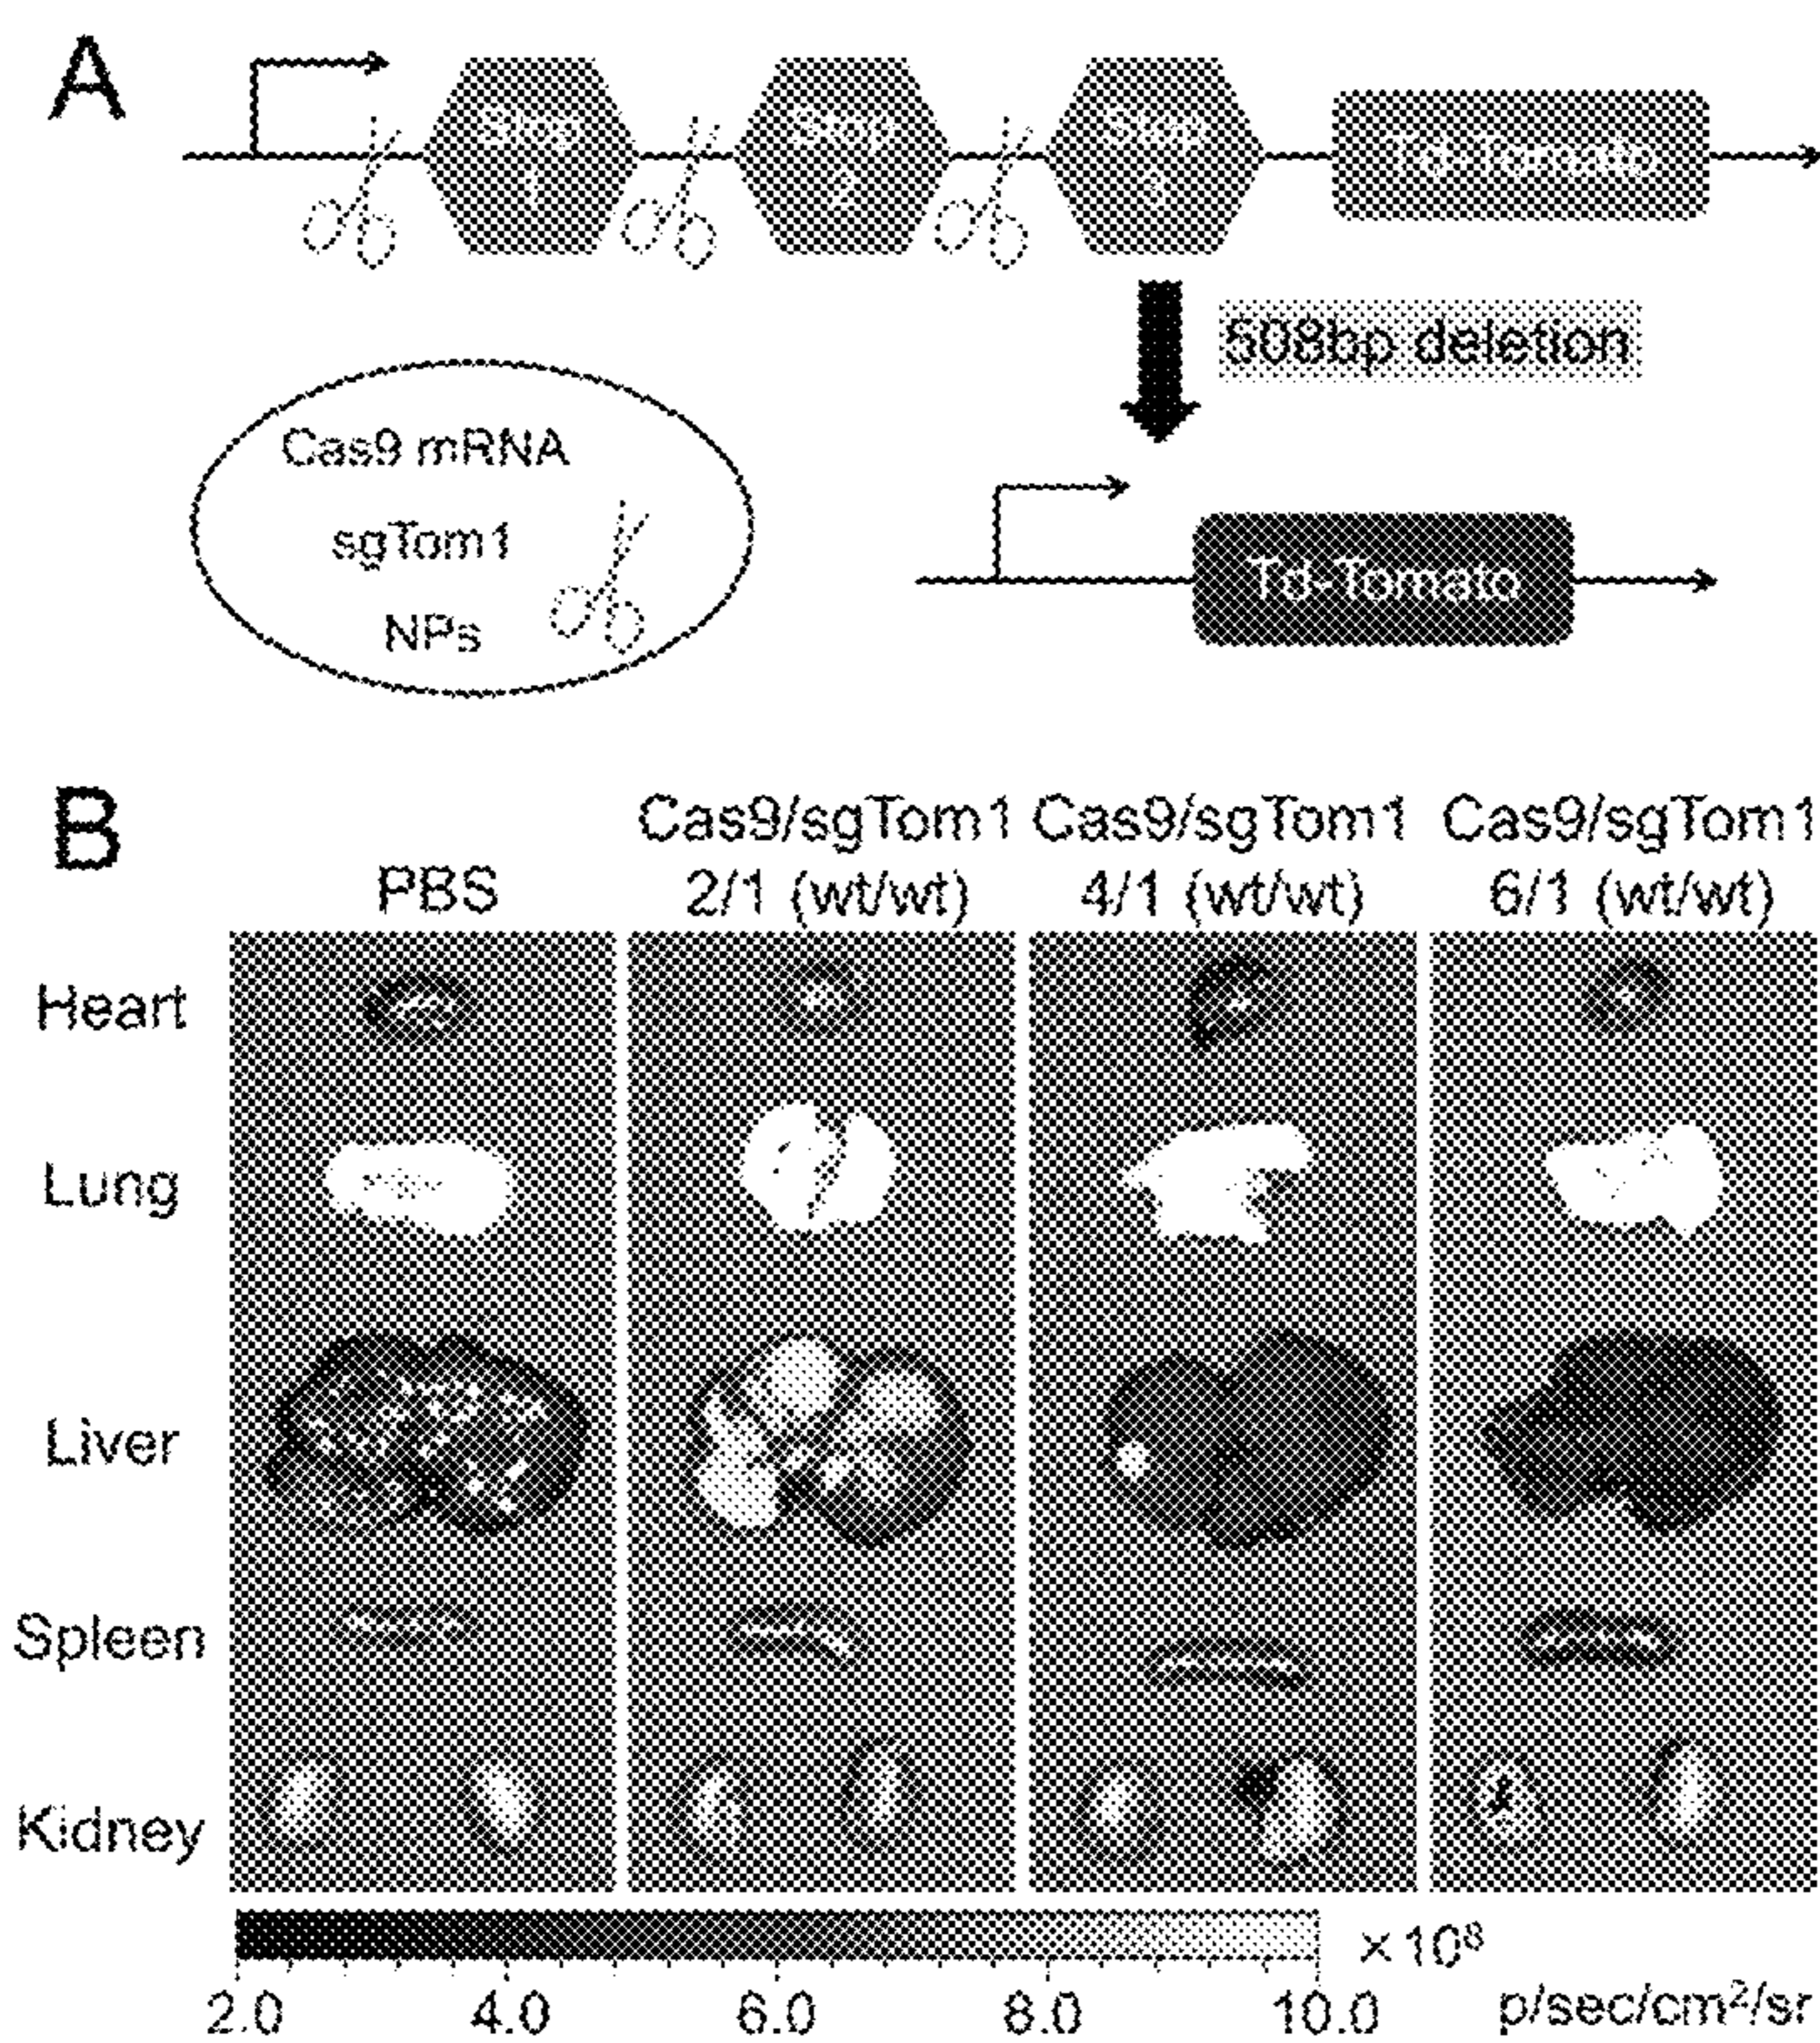 A
Stop
1
Stop
2
Stop
3
Td-Tomato
508bp deletion
Cas9 mRNA
sgTom1
NPs
Td-Tomato
B
PBS
Cas9/sgTom1
2/1 (wt/wt)
Cas9/sgTom1
4/1 (wt/wt)
Cas9/sgTom1
6/1 (wt/wt)
Heart
Lung
Liver
Spleen
Kidney
×10⁸
2.0 4.0 6.0 8.0 10.0 p/sec/cm²/sr